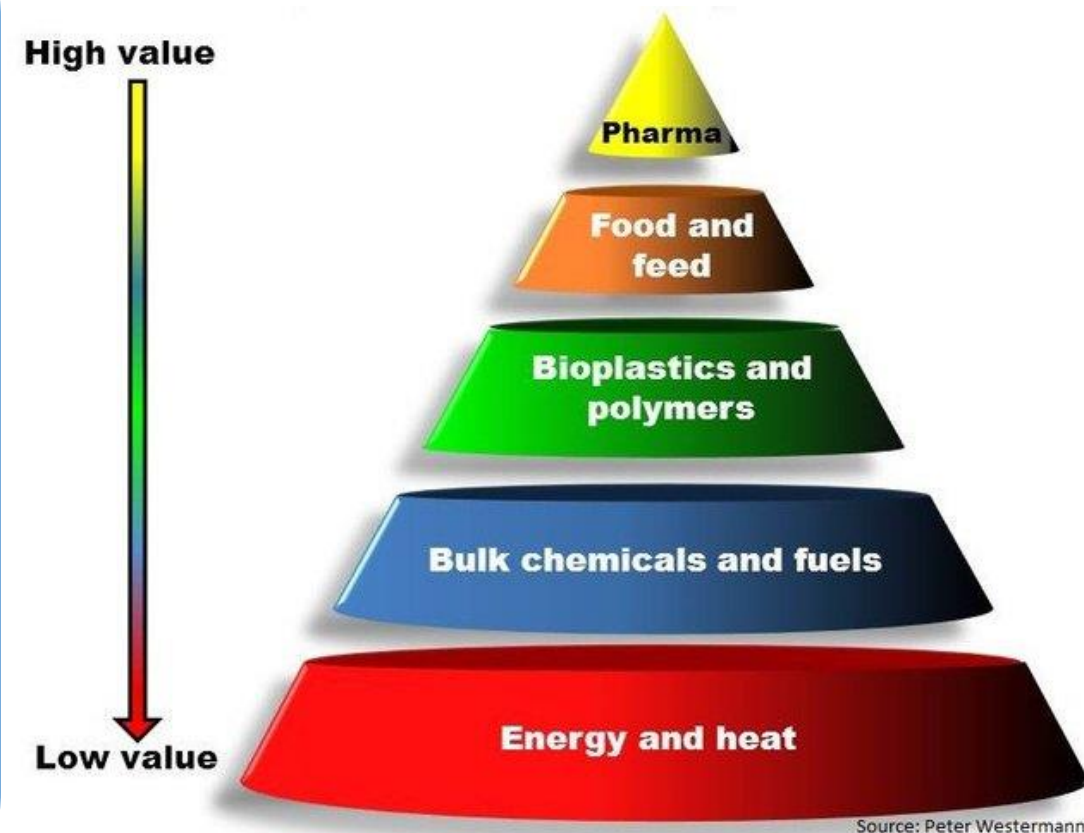 High value
Pharma
Food and
feed
Bioplastics and
polymers
Bulk chemicals and fuels
Energy and heat
Low value
Source: Peter Westermann